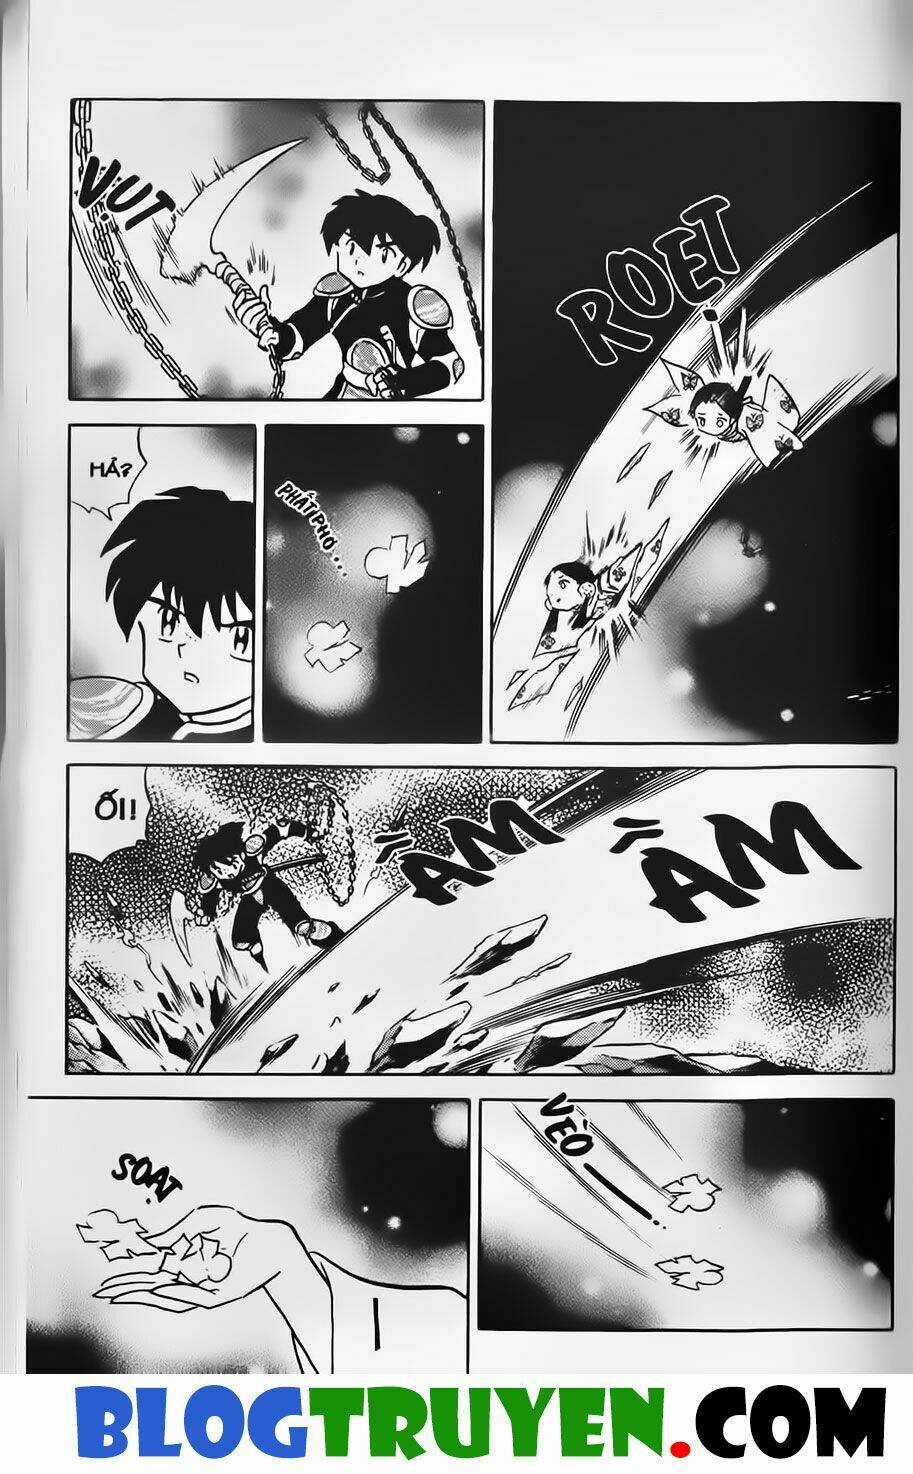 VỤT
ROẸT
HẢ?
PHẤT PHƠ...
ỐI!
ẦM
ẦM
SOẠT
VÈO
BLOGTRUYEN.COM